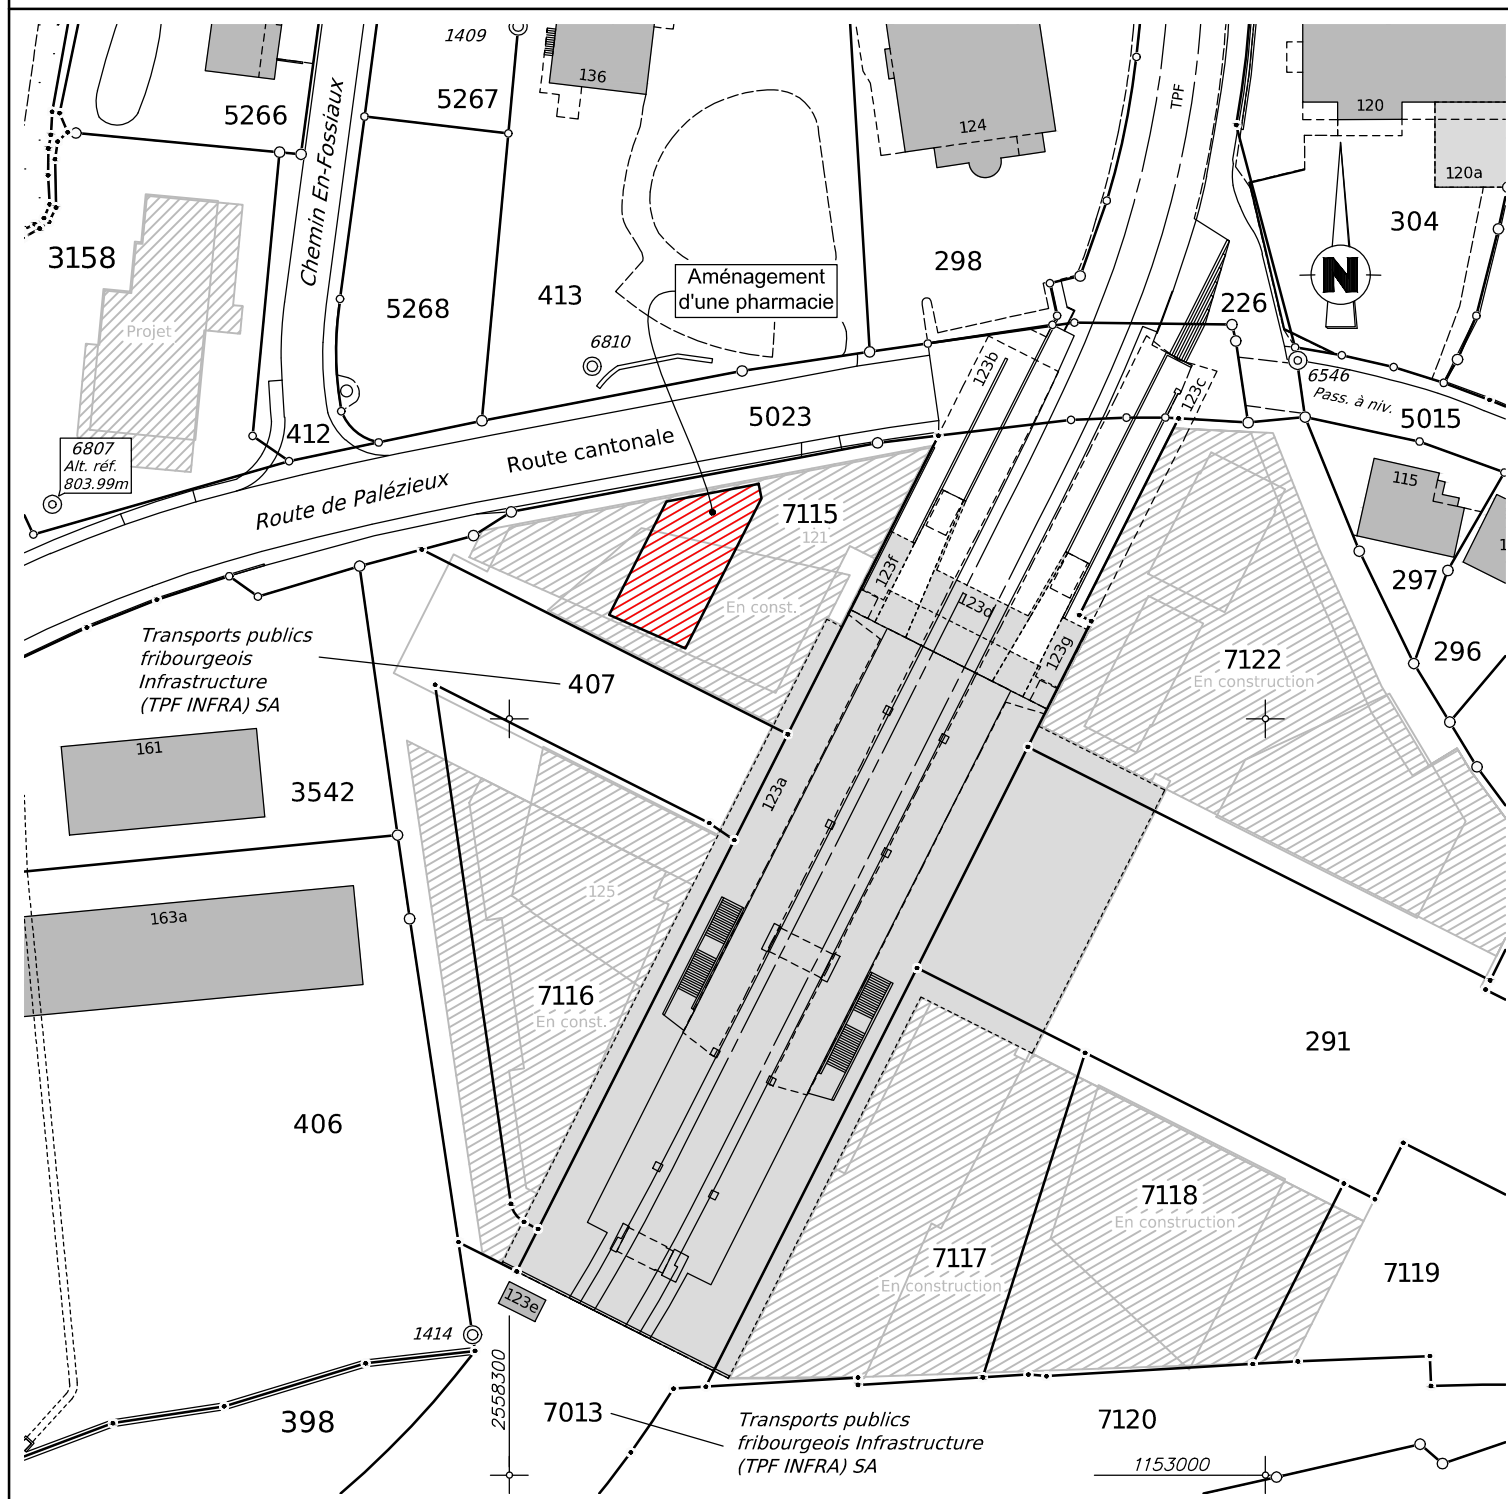 1409
136
5267
5266
Chemin En-Fossiaux
124
TPF
120
120a
304
3158
298
Aménagement
d'une pharmacie
413
5268
N
226
Projet
6810
123b
123c
6546
Pass. à niv.
5015
5023
412
Route cantonale
6807
Alt. réf.
803.99m
Route de Palézieux
115
7115
121
123f
123d
En const.
297
296
123g
7122
En construction
Transports publics
fribourgeois
Infrastructure
(TPF INFRA) SA
407
161
3542
123a
125
163a
7116
En const.
291
406
7118
En construction
7117
En construction
7119
123e
1414
2558300
398
7013
Transports publics
fribourgeois Infrastructure
(TPF INFRA) SA
7120
1153000